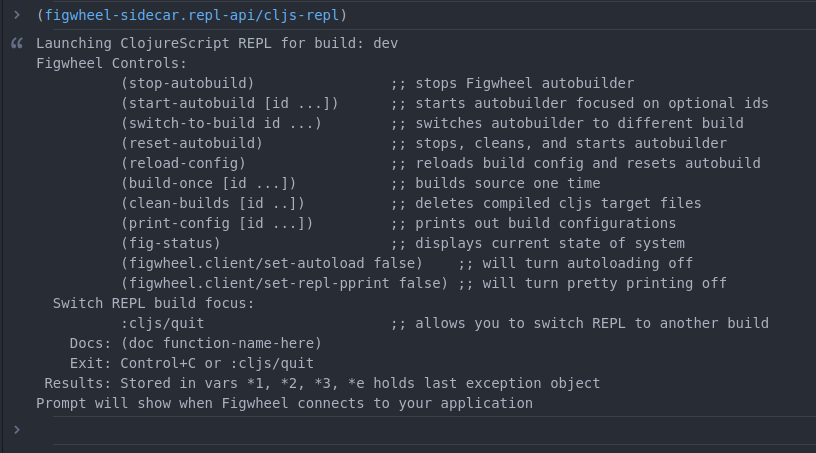 > (figwheel-sidecar.repl-api/cljs-repl)
“ Launching ClojureScript REPL for build: dev
Figwheel Controls:
          (stop-autobuild)                ;; stops Figwheel autobuilder
          (start-autobuild [id ...])      ;; starts autobuilder focused on optional ids
          (switch-to-build id ...)        ;; switches autobuilder to different build
          (reset-autobuild)               ;; stops, cleans, and starts autobuilder
          (reload-config)                 ;; reloads build config and resets autobuild
          (build-once [id ...])           ;; builds source one time
          (clean-builds [id ..])          ;; deletes compiled cljs target files
          (print-config [id ...])         ;; prints out build configurations
          (fig-status)                    ;; displays current state of system
          (figwheel.client/set-autoload false)    ;; will turn autoloading off
          (figwheel.client/set-repl-pprint false) ;; will turn pretty printing off
  Switch REPL build focus:
          :cljs/quit                      ;; allows you to switch REPL to another build
    Docs: (doc function-name-here)
    Exit: Control+C or :cljs/quit
 Results: Stored in vars *1, *2, *3, *e holds last exception object
Prompt will show when Figwheel connects to your application
>